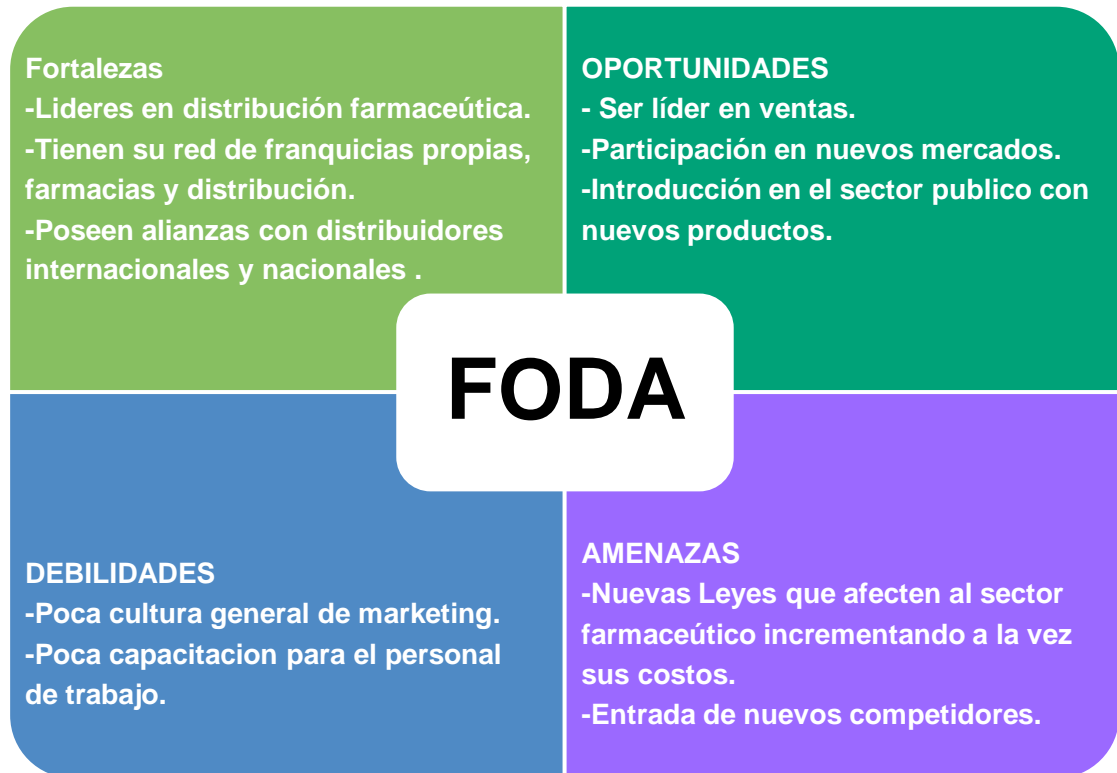 Fortalezas
-Lideres en distribución farmaceútica.
-Tienen su red de franquicias propias,
farmacias y distribución.
-Poseen alianzas con distribuidores
internacionales y nacionales .
OPORTUNIDADES
- Ser líder en ventas.
-Participación en nuevos mercados.
-Introducción en el sector publico con
nuevos productos.
FODA
DEBILIDADES
-Poca cultura general de marketing.
-Poca capacitacion para el personal
de trabajo.
AMENAZAS
-Nuevas Leyes que afecten al sector
farmaceútico incrementando a la vez
sus costos.
-Entrada de nuevos competidores.